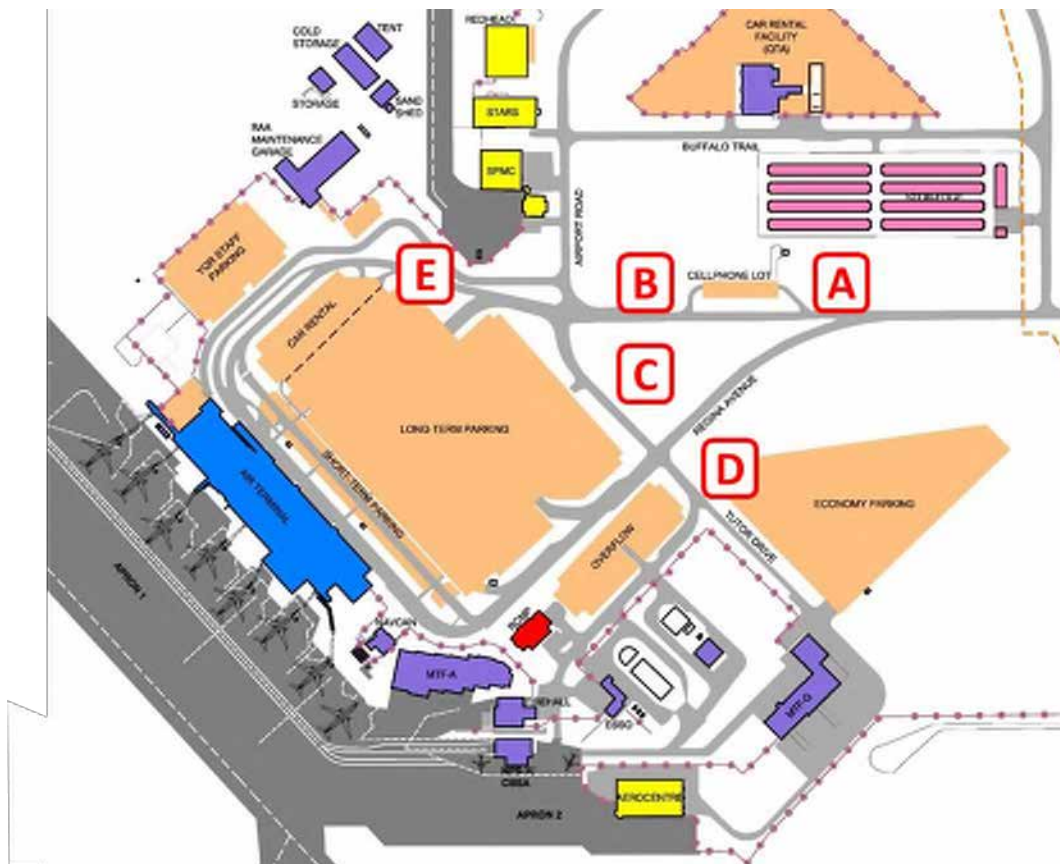 REDHEAD
COLD
STORAGE
TENT
STORAGE
SAND
SHED
CAR RENTAL
FACILITY
(QTA)
STARS
RAA
MAINTENANCE
GARAGE
SPMC
BUFFALO TRAIL
AIRPORT ROAD
YQR STAFF
PARKING
E
B
CELLPHONE LOT
A
CAR RENTAL
C
REGINA AVENUE
LONG-TERM PARKING
SHORT-TERM PARKING
D
AIR TERMINAL
ECONOMY PARKING
TUTOR DRIVE
OVERFLOW
APRON 1
NAVCAN
RCMP
MTF-A
ESSO
MTF-G
AEROCENTRE
APRON 2